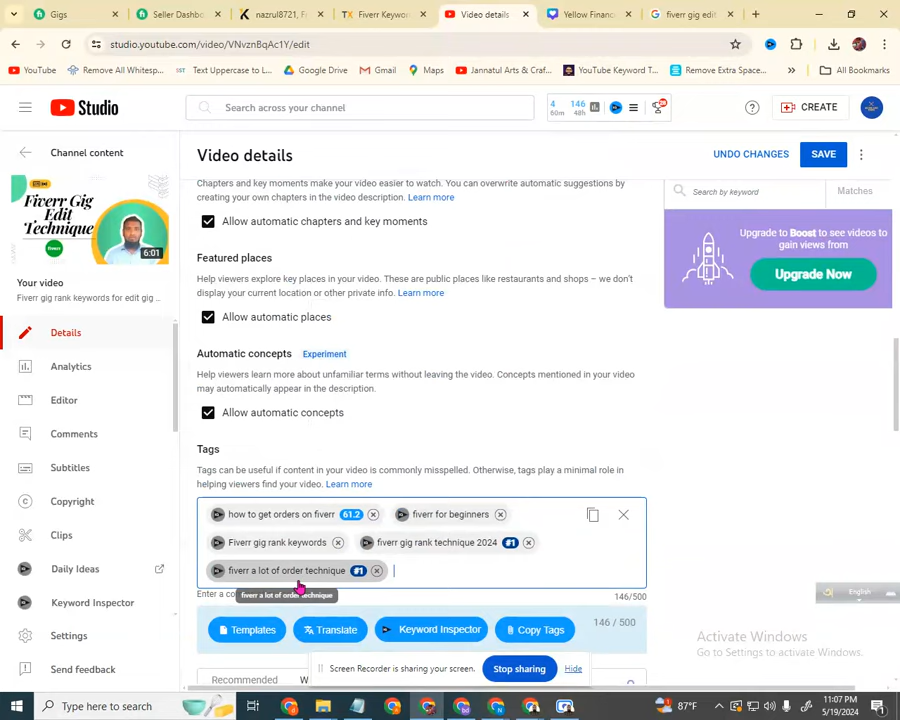 Gigs
Seller Dashbo
nazrul8721, Fr
Fiverr Keywor
Video details
Yellow Financi
fiverr gig edit
studio.youtube.com/video/VNvznBqAc1Y/edit
YouTube
Remove All Whitesp...
Text Uppercase to L...
Google Drive
Gmail
Maps
Jannatul Arts & Craf...
YouTube Keyword T...
Remove Extra Space...
All Bookmarks
Studio
Search across your channel
4
60m
146
48h
CREATE
Channel content
Fiverr Gig
Edit
Technique
fiverr
6:01
Your video
Fiverr gig rank keywords for edit gig ...
Details
Analytics
Editor
Comments
Subtitles
Copyright
Clips
Daily Ideas
Keyword Inspector
Settings
Send feedback
Video details
UNDO CHANGES
SAVE
Chapters and key moments make your video easier to watch. You can overwrite automatic suggestions by
creating your own chapters in the video description. Learn more
Allow automatic chapters and key moments
Featured places
Help viewers explore key places in your video. These are public places like restaurants and shops – we don't
display your current location or other private info. Learn more
Allow automatic places
Automatic concepts Experiment
Help viewers learn more about unfamiliar terms without leaving the video. Concepts mentioned in your video
may automatically appear in the description.
Allow automatic concepts
Tags
Tags can be useful if content in your video is commonly misspelled. Otherwise, tags play a minimal role in
helping viewers find your video. Learn more
how to get orders on fiverr 61.2
fiverr for beginners
Fiverr gig rank keywords
fiverr gig rank technique 2024 #1
fiverr a lot of order technique #1
fiverr a lot of order technique
Enter a co
146/500
Templates
Translate
Keyword Inspector
Copy Tags
146 / 500
Recommended
Search by keyword
Matches
Upgrade to Boost to see videos to
gain views from
Upgrade Now
English
Activate Windows
Go to Settings to activate Windows.
Screen Recorder is sharing your screen.
Stop sharing
Hide
Type here to search
87°F
11:07 PM
5/19/2024